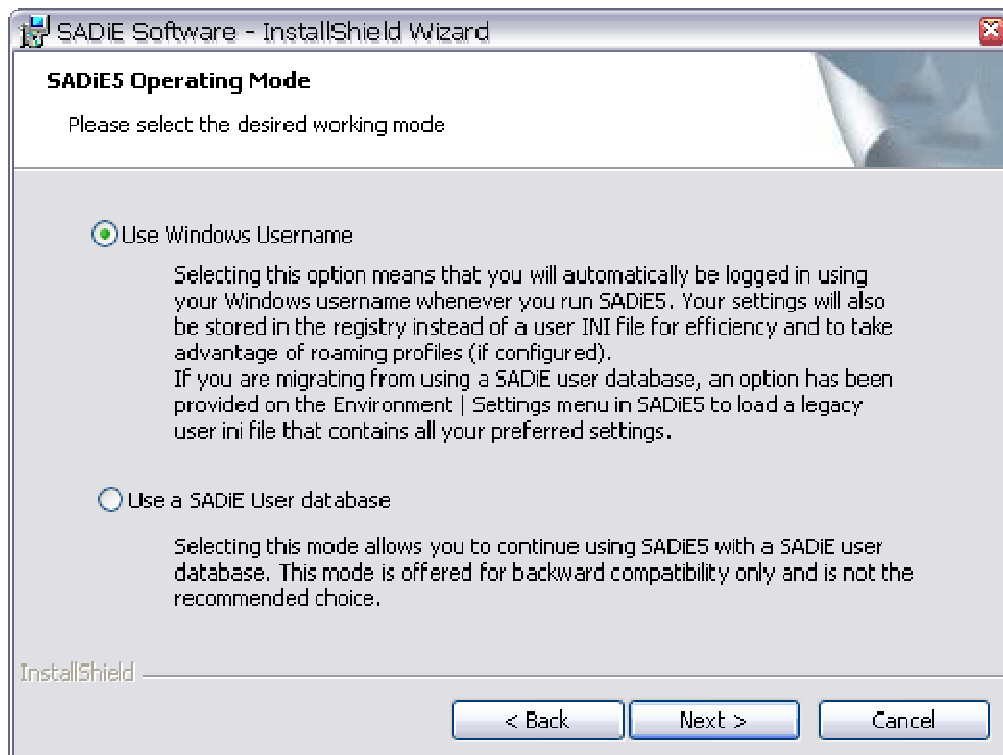 SADiE Software - InstallShield Wizard
SADiE5 Operating Mode
Please select the desired working mode
Use Windows Username
Selecting this option means that you will automatically be logged in using
your Windows username whenever you run SADiE5. Your settings will also
be stored in the registry instead of a user INI file for efficiency and to take
advantage of roaming profiles (if configured).
If you are migrating from using a SADiE user database, an option has been
provided on the Environment | Settings menu in SADiE5 to load a legacy
user ini file that contains all your preferred settings.
Use a SADiE User database
Selecting this mode allows you to continue using SADiE5 with a SADiE user
database. This mode is offered for backward compatibility only and is not the
recommended choice.
InstallShield
< Back
Next >
Cancel